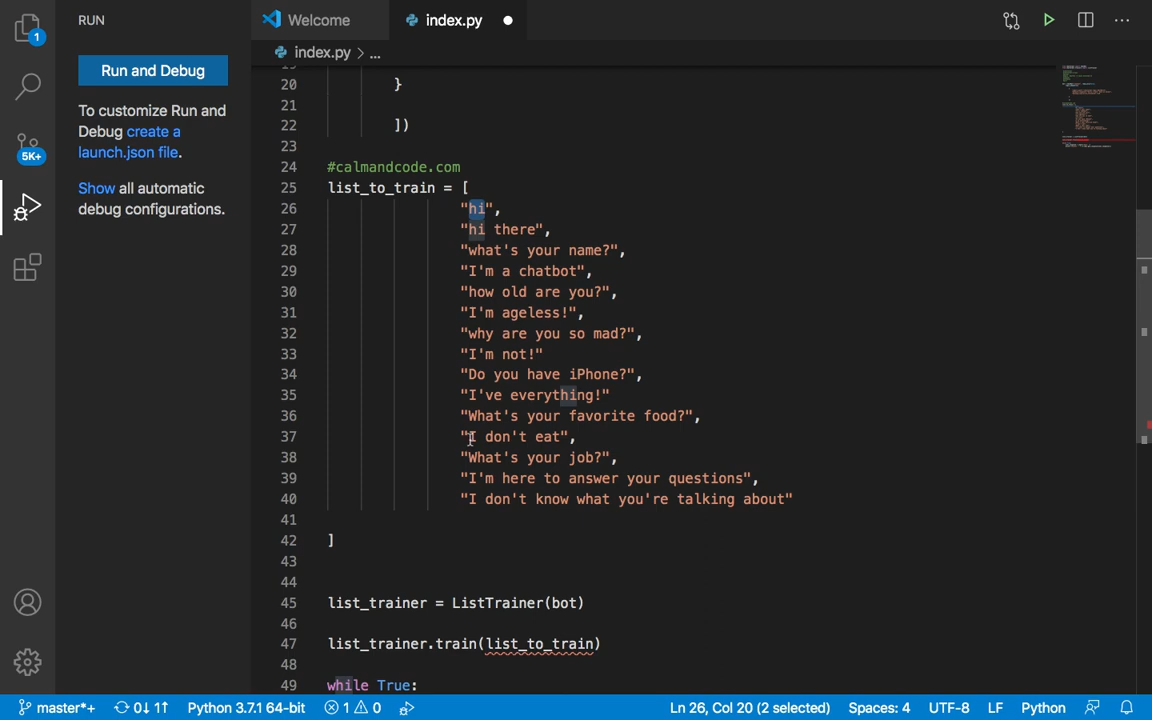 RUN
Welcome
index.py
1
Run and Debug
To customize Run and
Debug create a
launch.json file.
Show all automatic
debug configurations.
5K+
index.py > ...
20 }
21
22 ])
23
24 #calmandcode.com
25 list_to_train = [
26 "hi",
27 "hi there",
28 "what's your name?",
29 "I'm a chatbot",
30 "how old are you?",
31 "I'm ageless!",
32 "why are you so mad?",
33 "I'm not!"
34 "Do you have iPhone?",
35 "I've everything!"
36 "What's your favorite food?",
37 "I don't eat",
38 "What's your job?",
39 "I'm here to answer your questions",
40 "I don't know what you're talking about"
41
42 ]
43
44
45 list_trainer = ListTrainer(bot)
46
47 list_trainer.train(list_to_train)
48
49 while True:
master*+ 0↓ 1↑ Python 3.7.1 64-bit 1 0 Ln 26, Col 20 (2 selected) Spaces: 4 UTF-8 LF Python